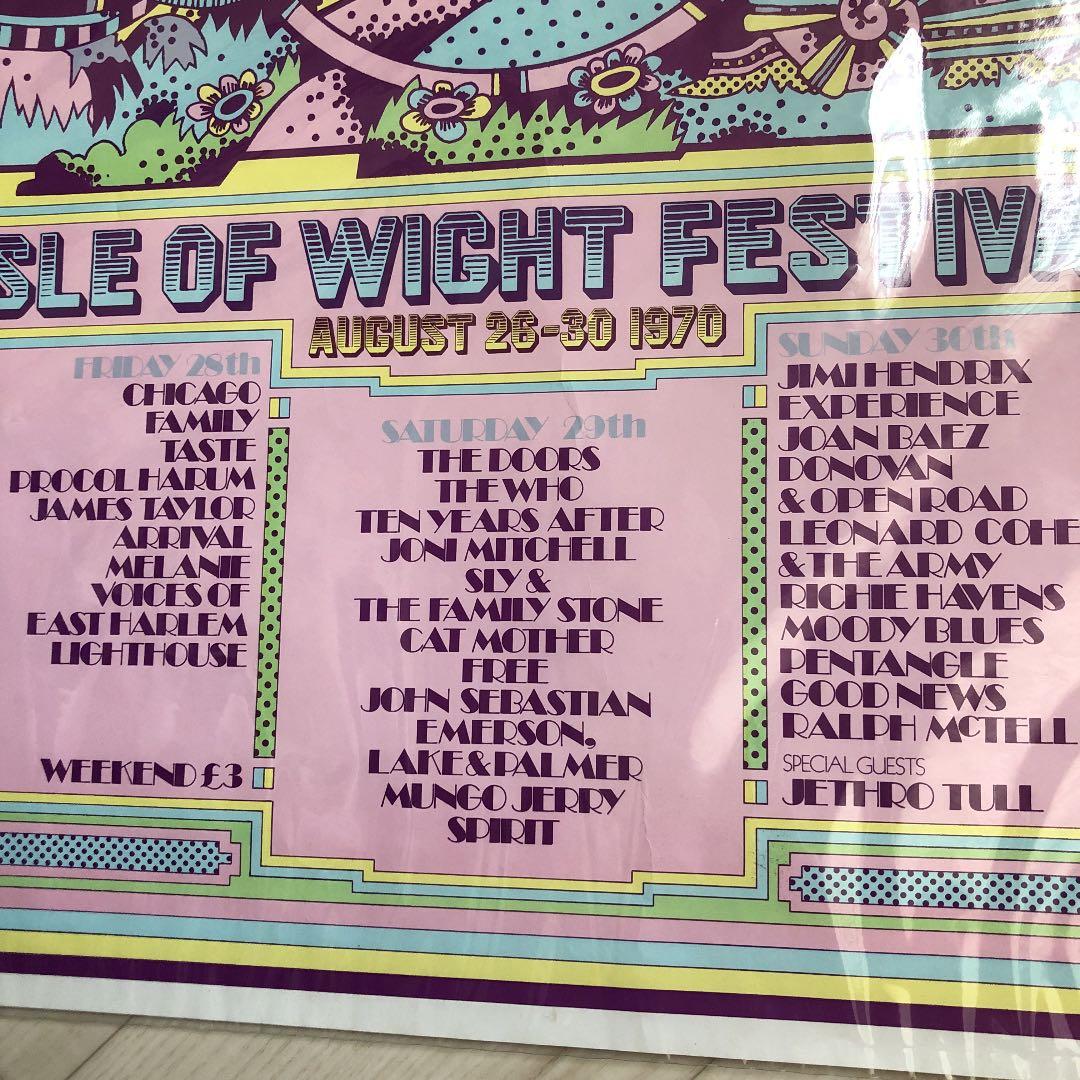 SLE OF WIGHT FESTIV
AUGUST 26-30 1970
FRIDAY 28th
CHICAGO
FAMILY
TASTE
PROCOL HARUM
JAMES TAYLOR
ARRIVAL
MELANIE
VOICES OF
EAST HARLEM
LIGHTHOUSE
WEEKEND £3
SATURDAY 29th
THE DOORS
THE WHO
TEN YEARS AFTER
JONI MITCHELL
SLY &
THE FAMILY STONE
CAT MOTHER
FREE
JOHN SEBASTIAN
EMERSON,
LAKE & PALMER
MUNGO JERRY
SPIRIT
SUNDAY 30th
JIMI HENDRIX
EXPERIENCE
JOAN BAEZ
DONOVAN
& OPEN ROAD
LEONARD COHE
& THE ARMY
RICHIE HAVENS
MOODY BLUES
PENTANGLE
GOOD NEWS
RALPH McTELL
SPECIAL GUESTS
JETHRO TULL